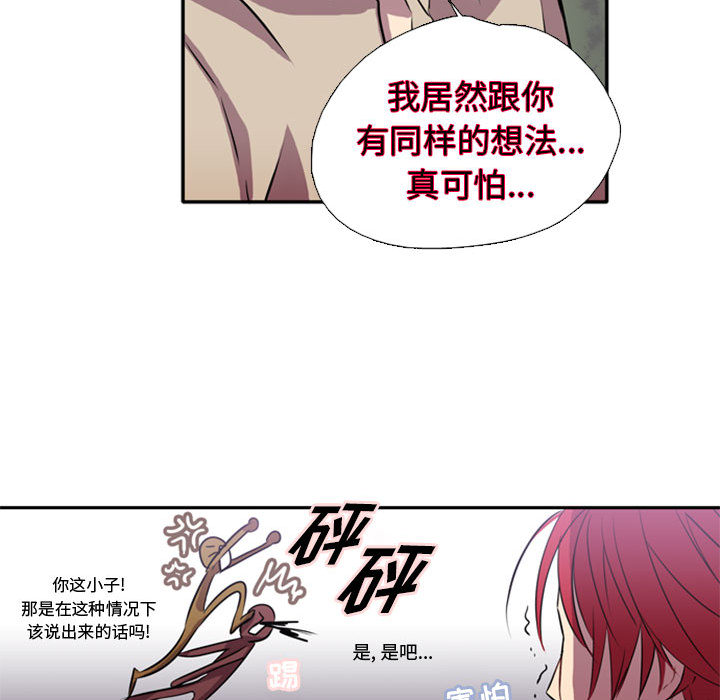 我居然跟你
有同样的想法...
真可怕...
砰
砰
你这小子!
那是在这种情况下
该说出来的话吗!
是, 是吧...
踢
害怕